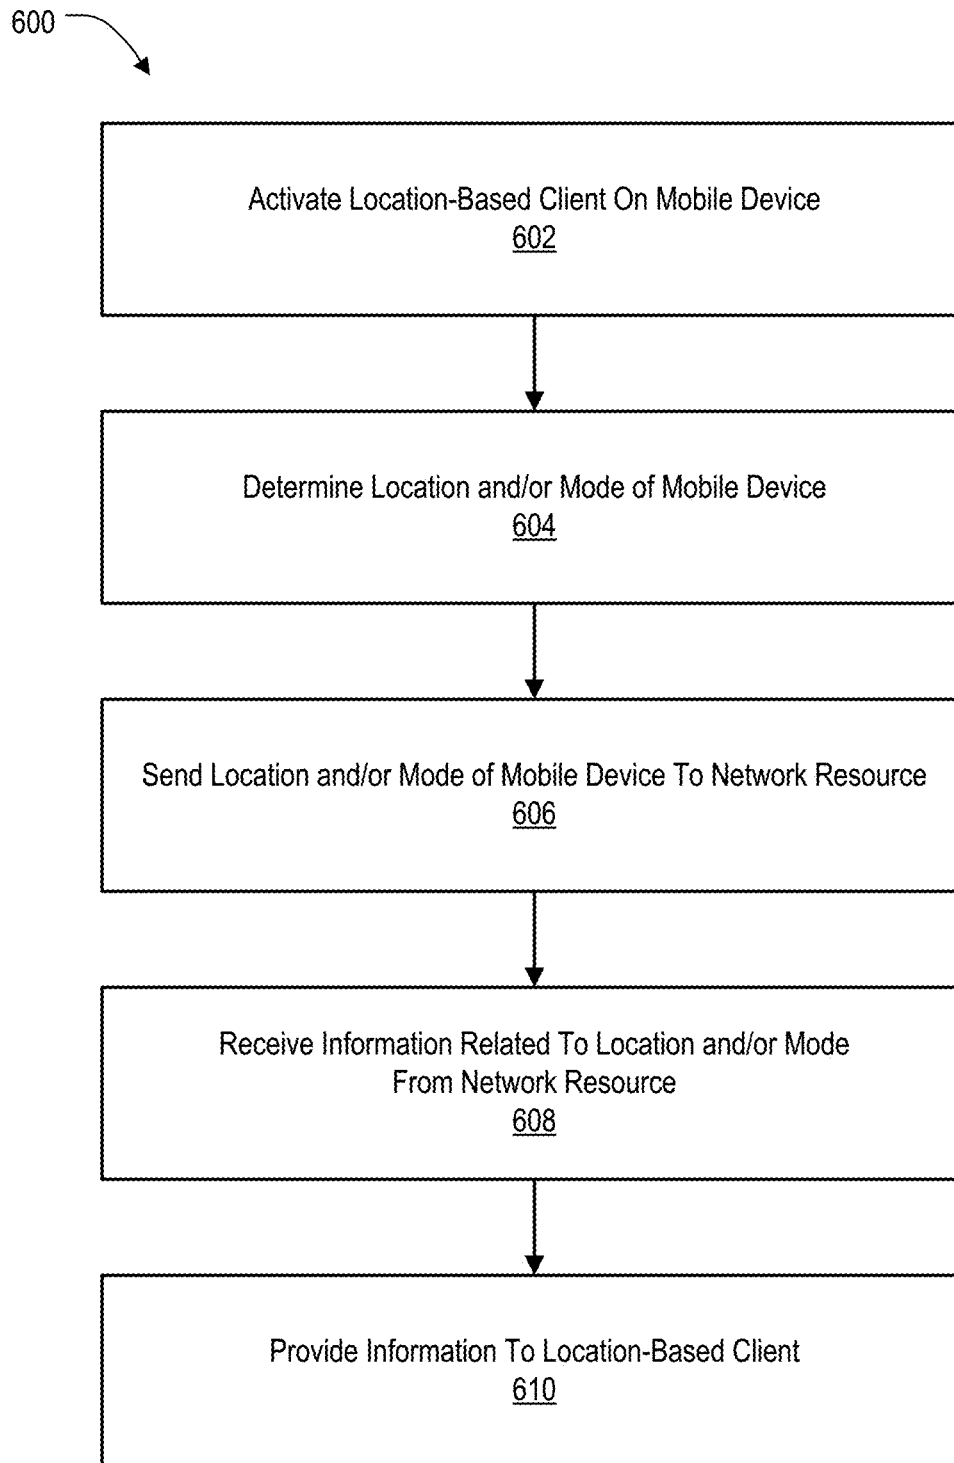 600
Activate Location-Based Client On Mobile Device
602
Determine Location and/or Mode of Mobile Device
604
Send Location and/or Mode of Mobile Device To Network Resource
606
Receive Information Related To Location and/or Mode
From Network Resource
608
Provide Information To Location-Based Client
610